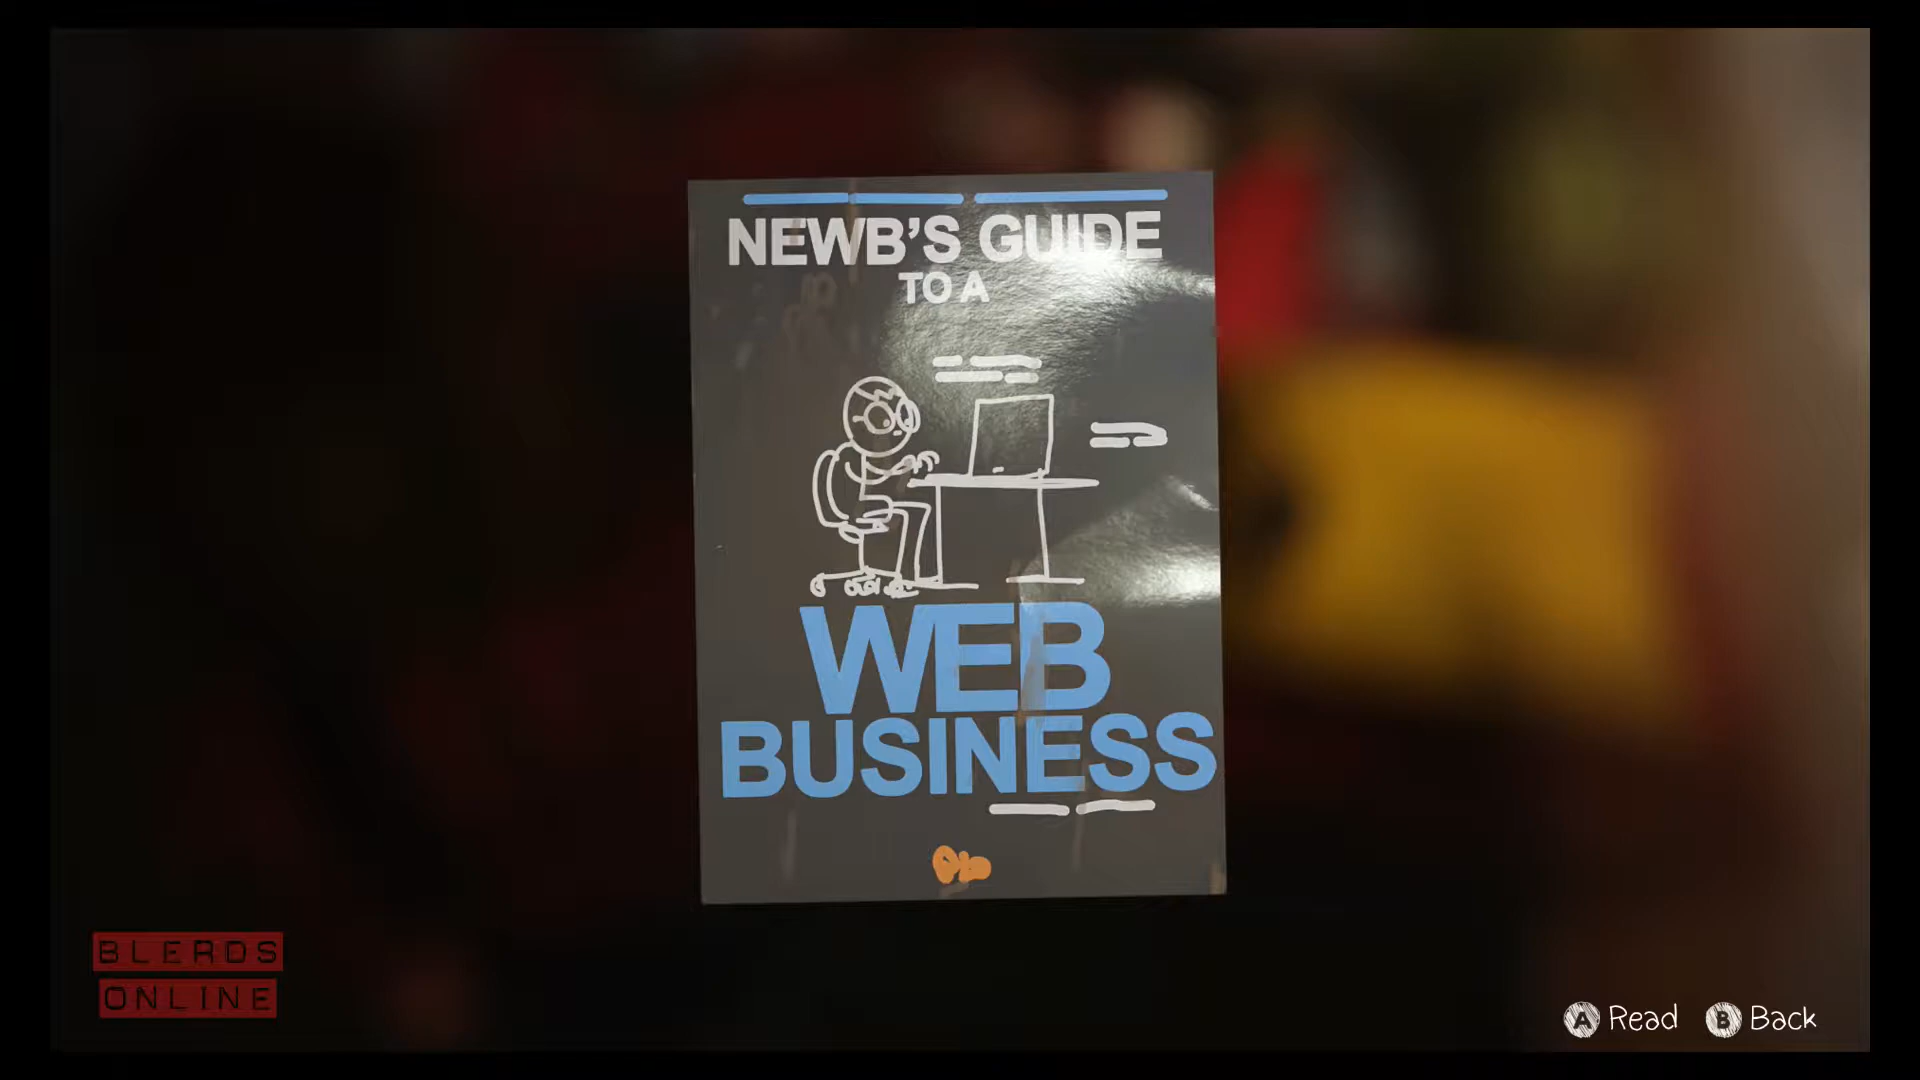 NEWB'S GUIDE
TO A
WEB
BUSINESS
BLERDS
ONLINE
A Read B Back